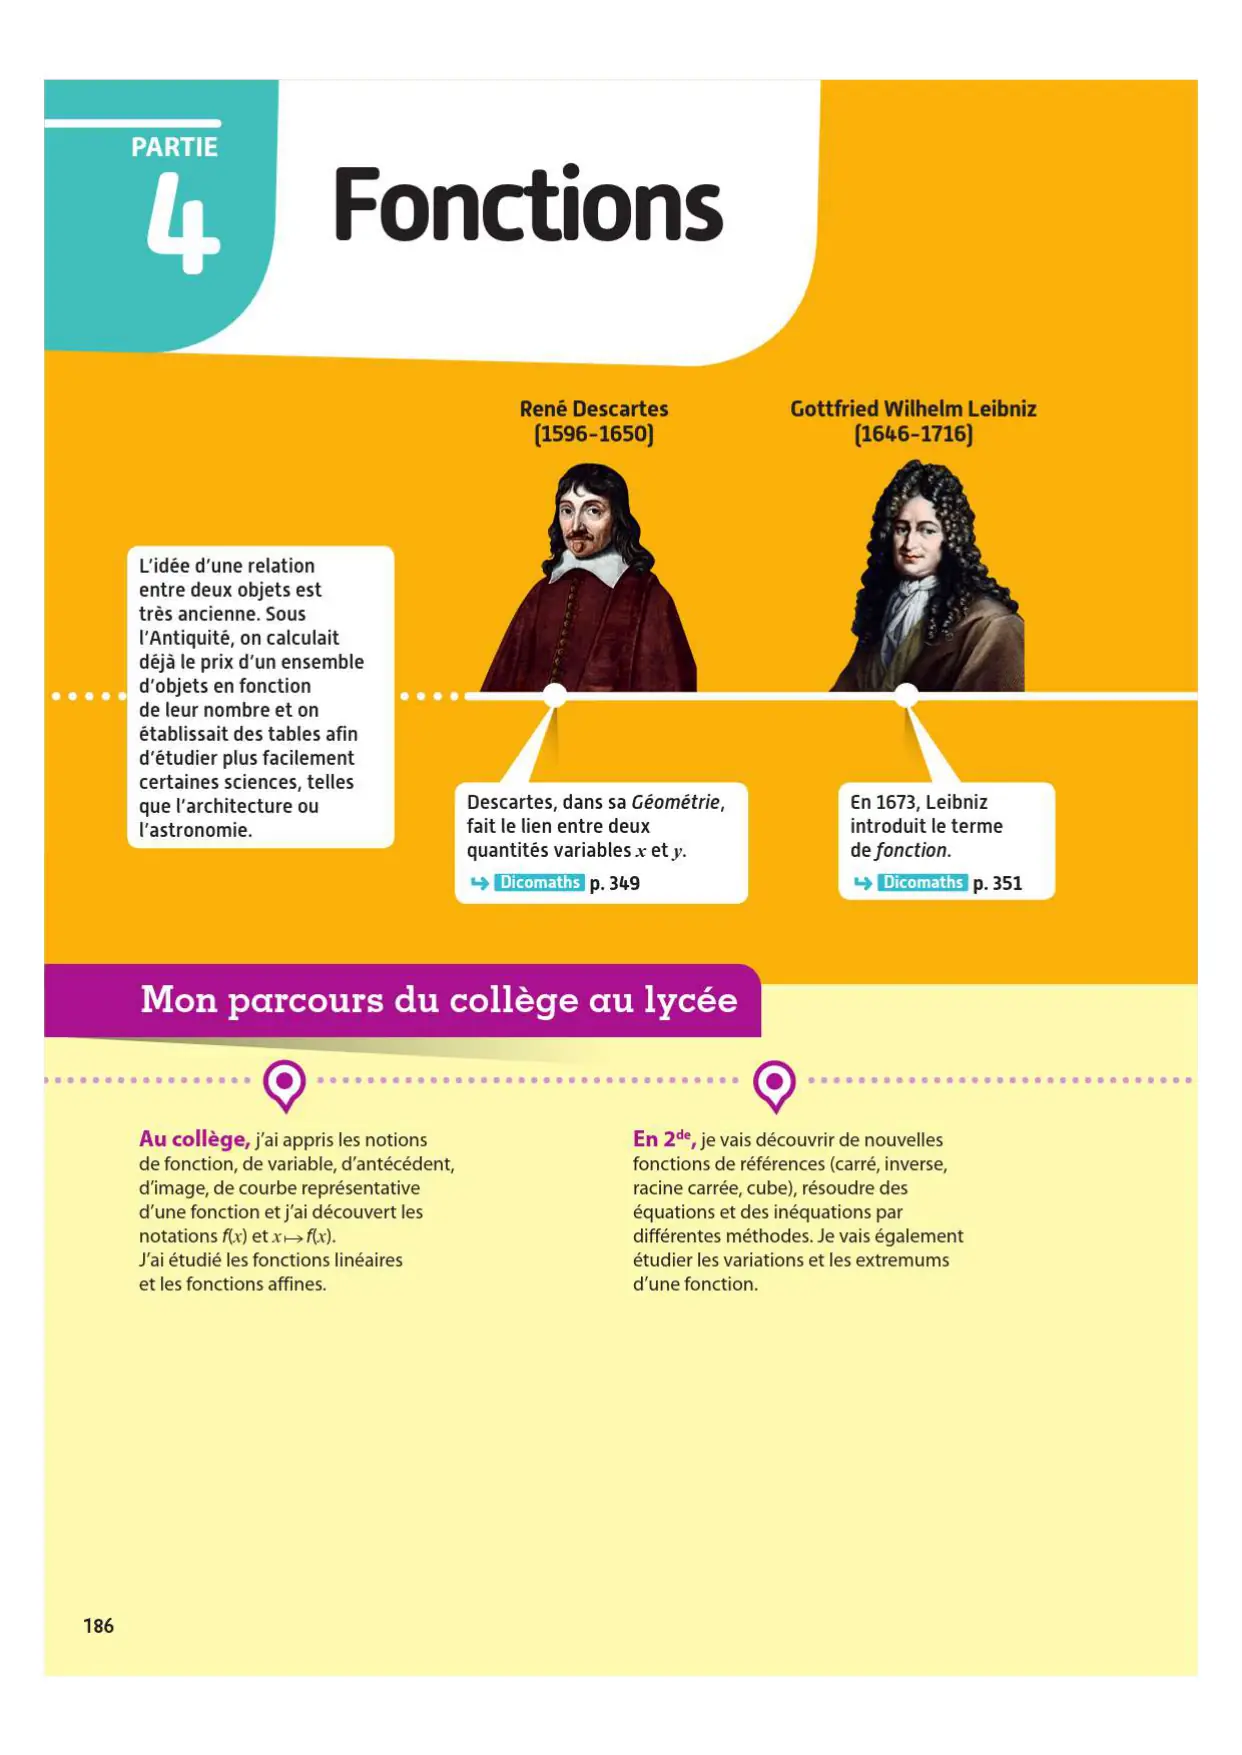 PARTIE
4
Fonctions
René Descartes
(1596-1650)
Gottfried Wilhelm Leibniz
(1646-1716)
L'idée d'une relation
entre deux objets est
très ancienne. Sous
l'Antiquité, on calculait
déjà le prix d'un ensemble
d'objets en fonction
de leur nombre et on
établissait des tables afin
d'étudier plus facilement
certaines sciences, telles
que l'architecture ou
l'astronomie.
Descartes, dans sa Géométrie,
fait le lien entre deux
quantités variables x et y.
↪ Dicomaths p. 349
En 1673, Leibniz
introduit le terme
de fonction.
↪ Dicomaths p. 351
Mon parcours du collège au lycée
Au collège, j'ai appris les notions
de fonction, de variable, d'antécédent,
d'image, de courbe représentative
d'une fonction et j'ai découvert les
notations f(x) et x ↦ f(x).
J'ai étudié les fonctions linéaires
et les fonctions affines.
En 2de, je vais découvrir de nouvelles
fonctions de références (carré, inverse,
racine carrée, cube), résoudre des
équations et des inéquations par
différentes méthodes. Je vais également
étudier les variations et les extremums
d'une fonction.
186